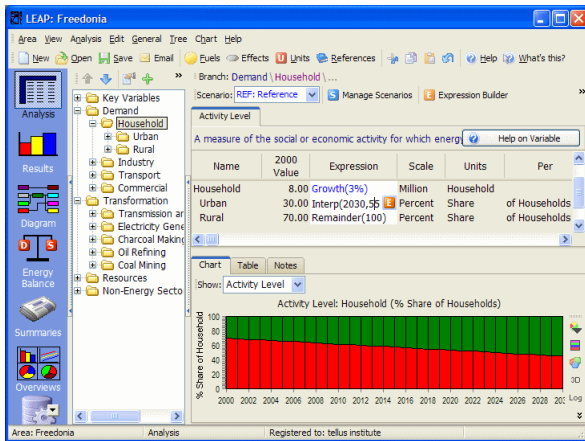 LEAP: Freedonia
Area View Analysis Edit General Tree Chart Help
New Open Save Email Fuels Effects Units References Help What's this?
Branch: Demand \ Household \ ...
Scenario: REF: Reference S Manage Scenarios E Expression Builder
Analysis
Results
Diagram
D S
Energy
Balance
Summaries
Overviews
Key Variables
Demand
Household
Urban
Rural
Industry
Transport
Commercial
Transformation
Transmission ar
Electricity Gene
Charcoal Making
Oil Refining
Coal Mining
Resources
Non-Energy Secto
Activity Level
A measure of the social or economic activity for which energy Help on Variable
Name 2000 Value Expression Scale Units Per
Household 8.00 Growth(3%) Million Household
Urban 30.00 Interp(2030,5 E Percent Share of Households
Rural 70.00 Remainder(100) Percent Share of Households
Chart Table Notes
Show: Activity Level
Activity Level: Household (% Share of Households)
% Share of Household
100
80
60
40
20
0
2000 2002 2004 2006 2008 2010 2012 2014 2016 2018 2020 2022 2024 2026 2028 203
3D
Log
Area: Freedonia Analysis Registered to: tellus institute